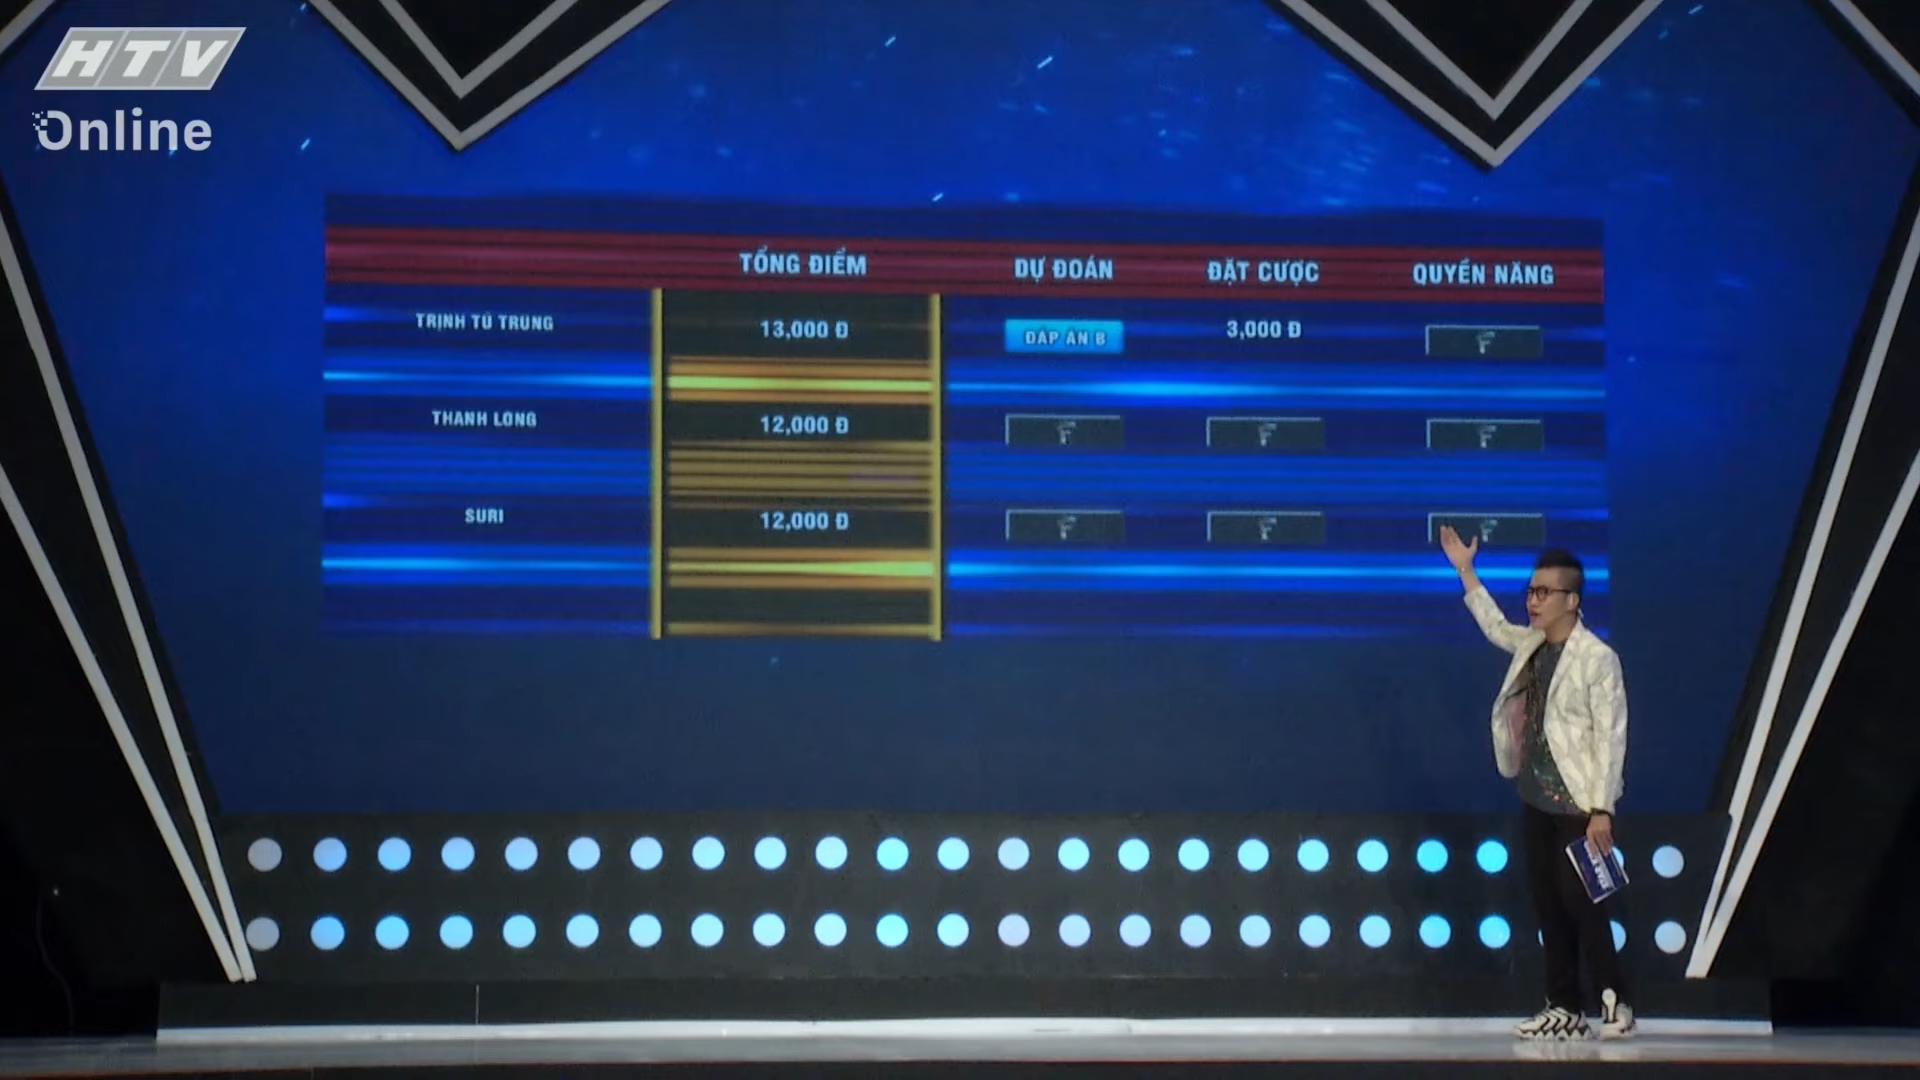 HTV
Online
TỔNG ĐIỂM DỰ ĐOÁN ĐẶT CƯỢC QUYỀN NĂNG
TRỊNH TÚ TRUNG 13,000 Đ ĐÁP ÁN B 3,000 Đ
THANH LONG 12,000 Đ
SURI 12,000 Đ